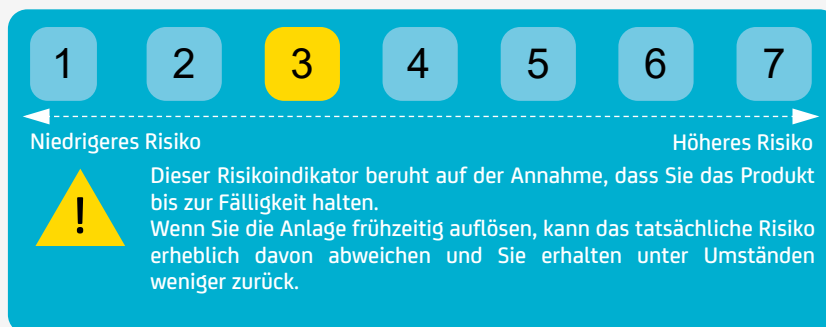 1 2 3 4 5 6 7
Niedrigeres Risiko Höheres Risiko
Dieser Risikoindikator beruht auf der Annahme, dass Sie das Produkt
bis zur Fälligkeit halten.
Wenn Sie die Anlage frühzeitig auflösen, kann das tatsächliche Risiko
erheblich davon abweichen und Sie erhalten unter Umständen
weniger zurück.
!